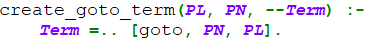 create_goto_term(PL, PN, --Term) :-
    Term =.. [goto, PN, PL].